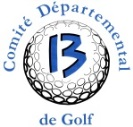 Comité Départemental
13
de Golf